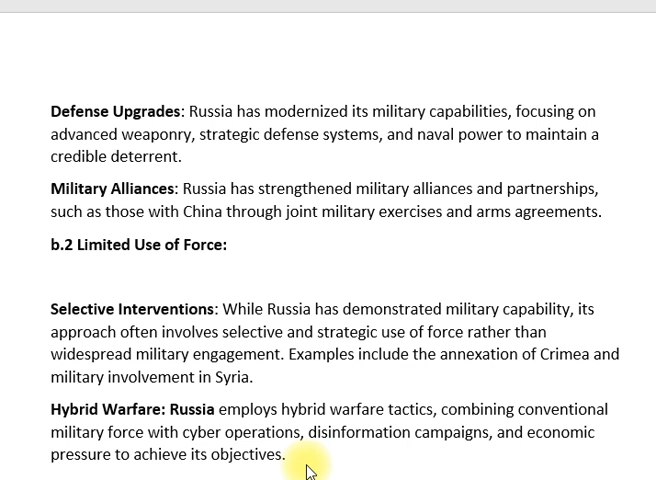 Defense Upgrades: Russia has modernized its military capabilities, focusing on
advanced weaponry, strategic defense systems, and naval power to maintain a
credible deterrent.
Military Alliances: Russia has strengthened military alliances and partnerships,
such as those with China through joint military exercises and arms agreements.
b.2 Limited Use of Force:
Selective Interventions: While Russia has demonstrated military capability, its
approach often involves selective and strategic use of force rather than
widespread military engagement. Examples include the annexation of Crimea and
military involvement in Syria.
Hybrid Warfare: Russia employs hybrid warfare tactics, combining conventional
military force with cyber operations, disinformation campaigns, and economic
pressure to achieve its objectives.